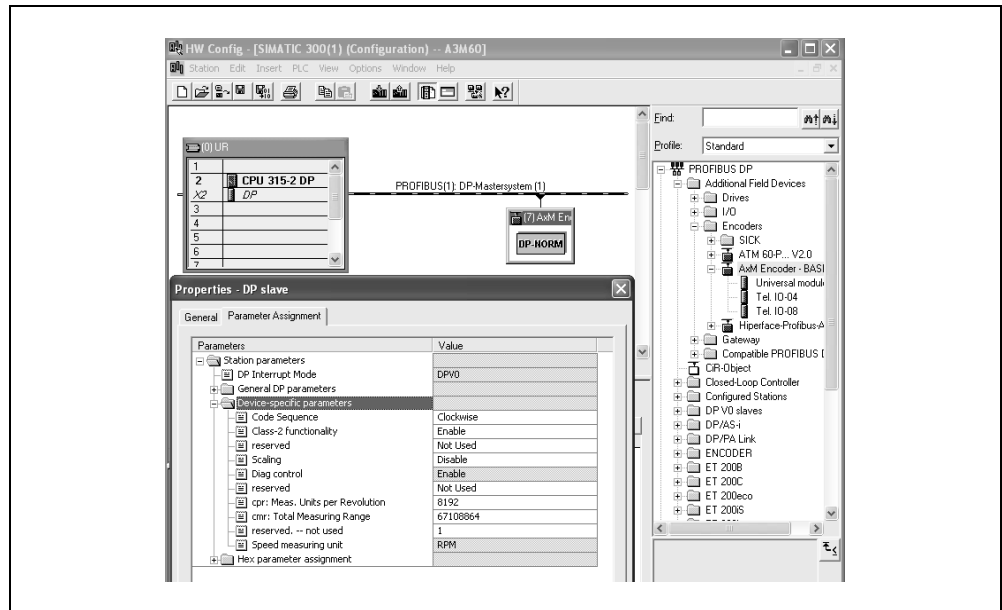 HW Config - [SIMATIC 300(1) (Configuration) -- A3M60]
Station Edit Insert PLC View Options Window Help
(0) UR
1
2 CPU 315-2 DP
X2 DP
3
4
5
6
7
PROFIBUS(1): DP-Mastersystem (1)
(7) AxM En
DP-NORM
Find:
Profile: Standard
PROFIBUS DP
Additional Field Devices
Drives
I/O
Encoders
SICK
ATM 60-P... V2.0
AxM Encoder - BASI
Universal modul
Tel. IO-04
Tel. IO-08
Hiperface-Profibus-A
Gateway
Compatible PROFIBUS
CiR-Object
Closed-Loop Controller
Configured Stations
DP V0 slaves
DP/AS-i
DP/PA Link
ENCODER
ET 200B
ET 200C
ET 200eco
ET 200iS
Properties - DP slave
General Parameter Assignment
Parameters Value
Station parameters
DP Interrupt Mode DPV0
General DP parameters
Device-specific parameters
Code Sequence Clockwise
Class-2 functionality Enable
reserved Not Used
Scaling Disable
Diag control Enable
reserved Not Used
cpr: Meas. Units per Revolution 8192
cmr: Total Measuring Range 67108864
reserved. -- not used 1
Speed measuring unit RPM
Hex parameter assignment